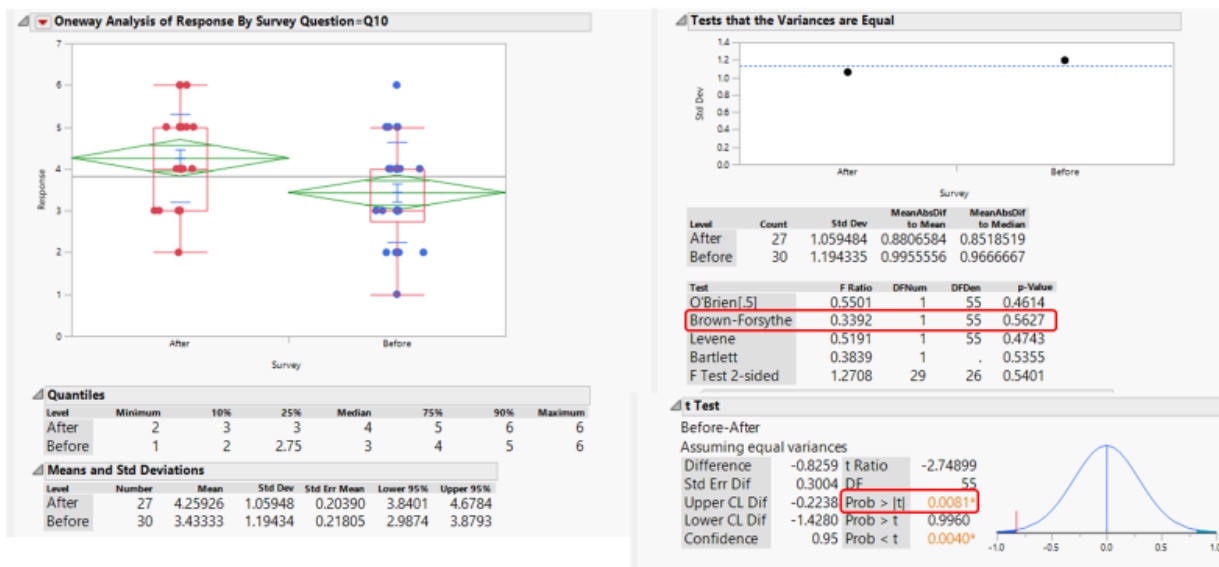 Oneway Analysis of Response By Survey Question=Q10
7
6
5
4
3
2
1
0
Response
After Before
Survey
Quantiles
Level Minimum 10% 25% Median 75% 90% Maximum
After 2 3 3 4 5 6 6
Before 1 2 2.75 3 4 5 6
Means and Std Deviations
Level Number Mean Std Dev Std Err Mean Lower 95% Upper 95%
After 27 4.25926 1.05948 0.20390 3.8401 4.6784
Before 30 3.43333 1.19434 0.21805 2.9874 3.8793
Tests that the Variances are Equal
1.4
1.2
1.0
0.8
0.6
0.4
0.2
0.0
Std Dev
After Before
Survey
Level Count Std Dev MeanAbsDif to Mean MeanAbsDif to Median
After 27 1.059484 0.8806584 0.8518519
Before 30 1.194335 0.9955556 0.9666667
Test F Ratio DFNum DFDen p-Value
O'Brien[.5] 0.5501 1 55 0.4614
Brown-Forsythe 0.3392 1 55 0.5627
Levene 0.5191 1 55 0.4743
Bartlett 0.3839 1 . 0.5355
F Test 2-sided 1.2708 29 26 0.5401
t Test
Before-After
Assuming equal variances
Difference -0.8259 t Ratio -2.74899
Std Err Dif 0.3004 DF 55
Upper CL Dif -0.2238 Prob > |t| 0.0081*
Lower CL Dif -1.4280 Prob > t 0.9960
Confidence 0.95 Prob < t 0.0040*
-1.0 -0.5 0.0 0.5 1.0